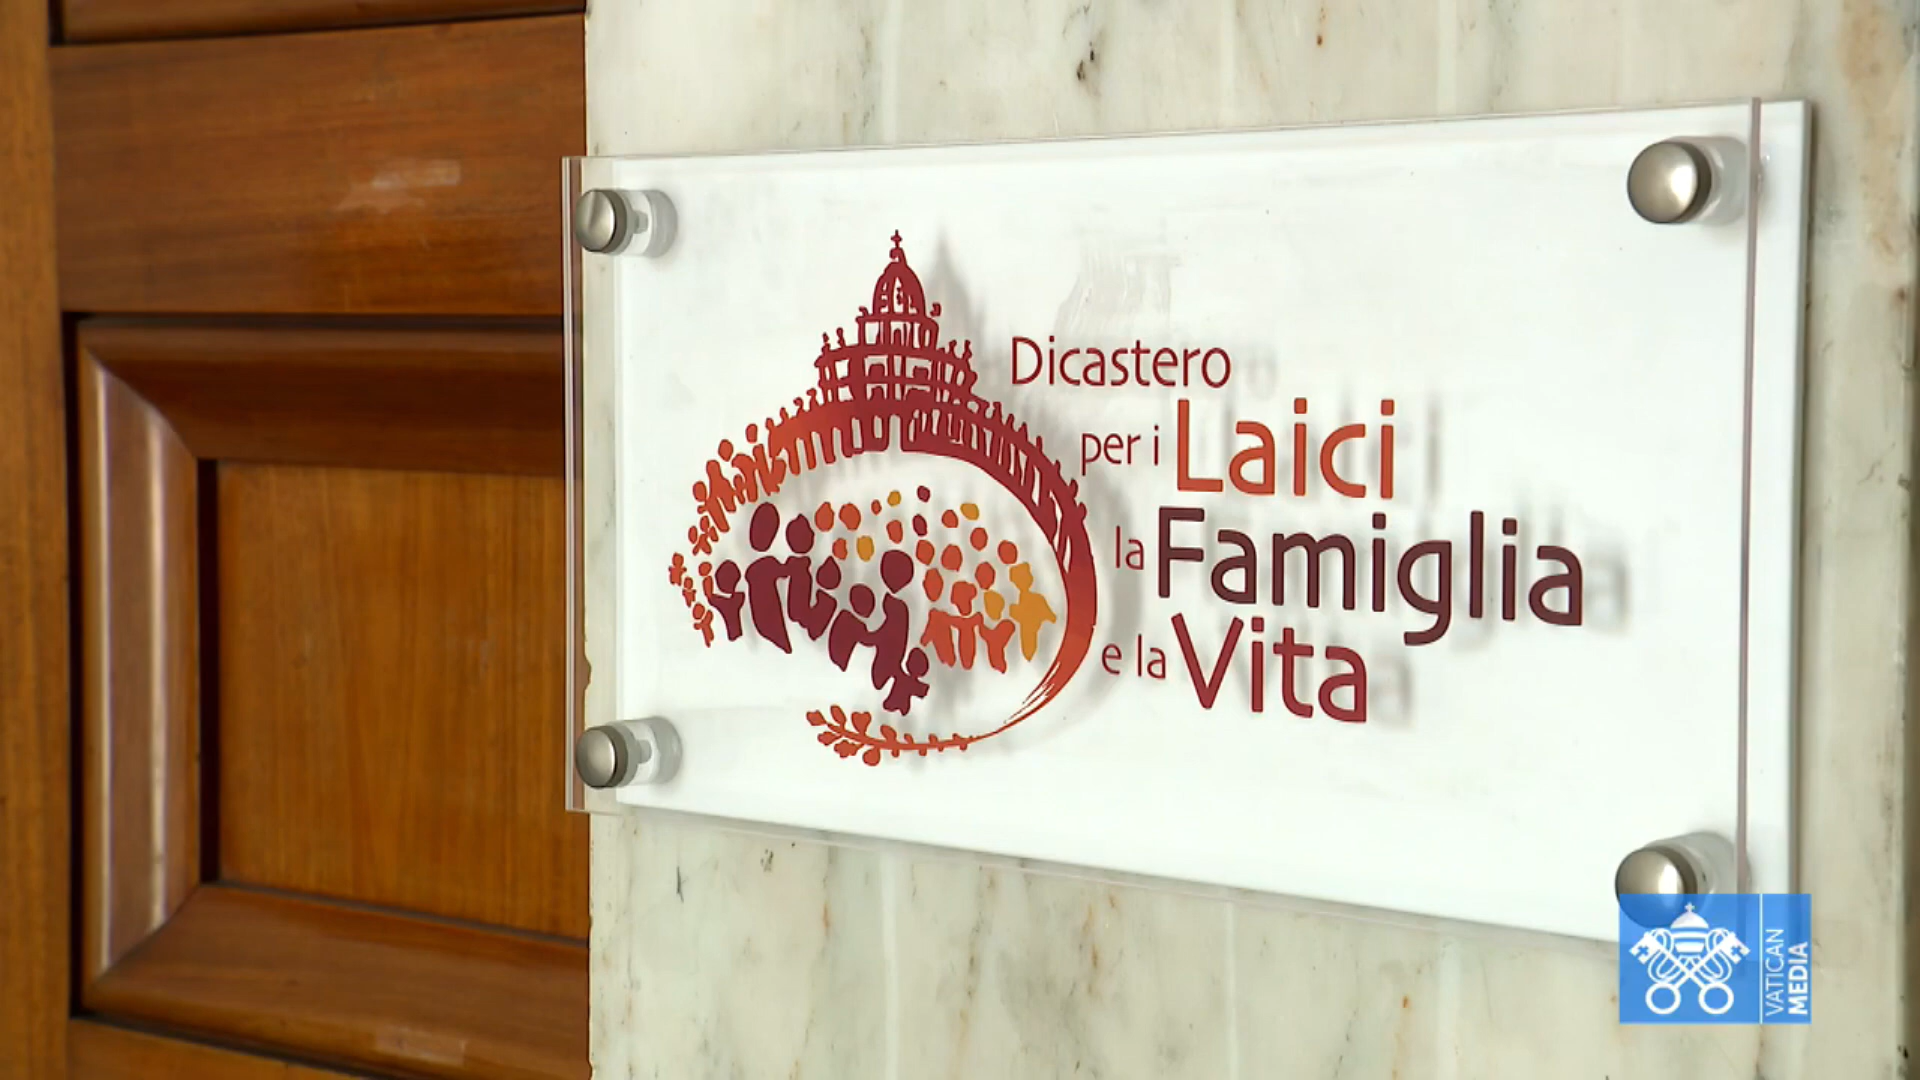 Dicastero
per i Laici
la Famiglia
e la Vita
VATICAN
MEDIA